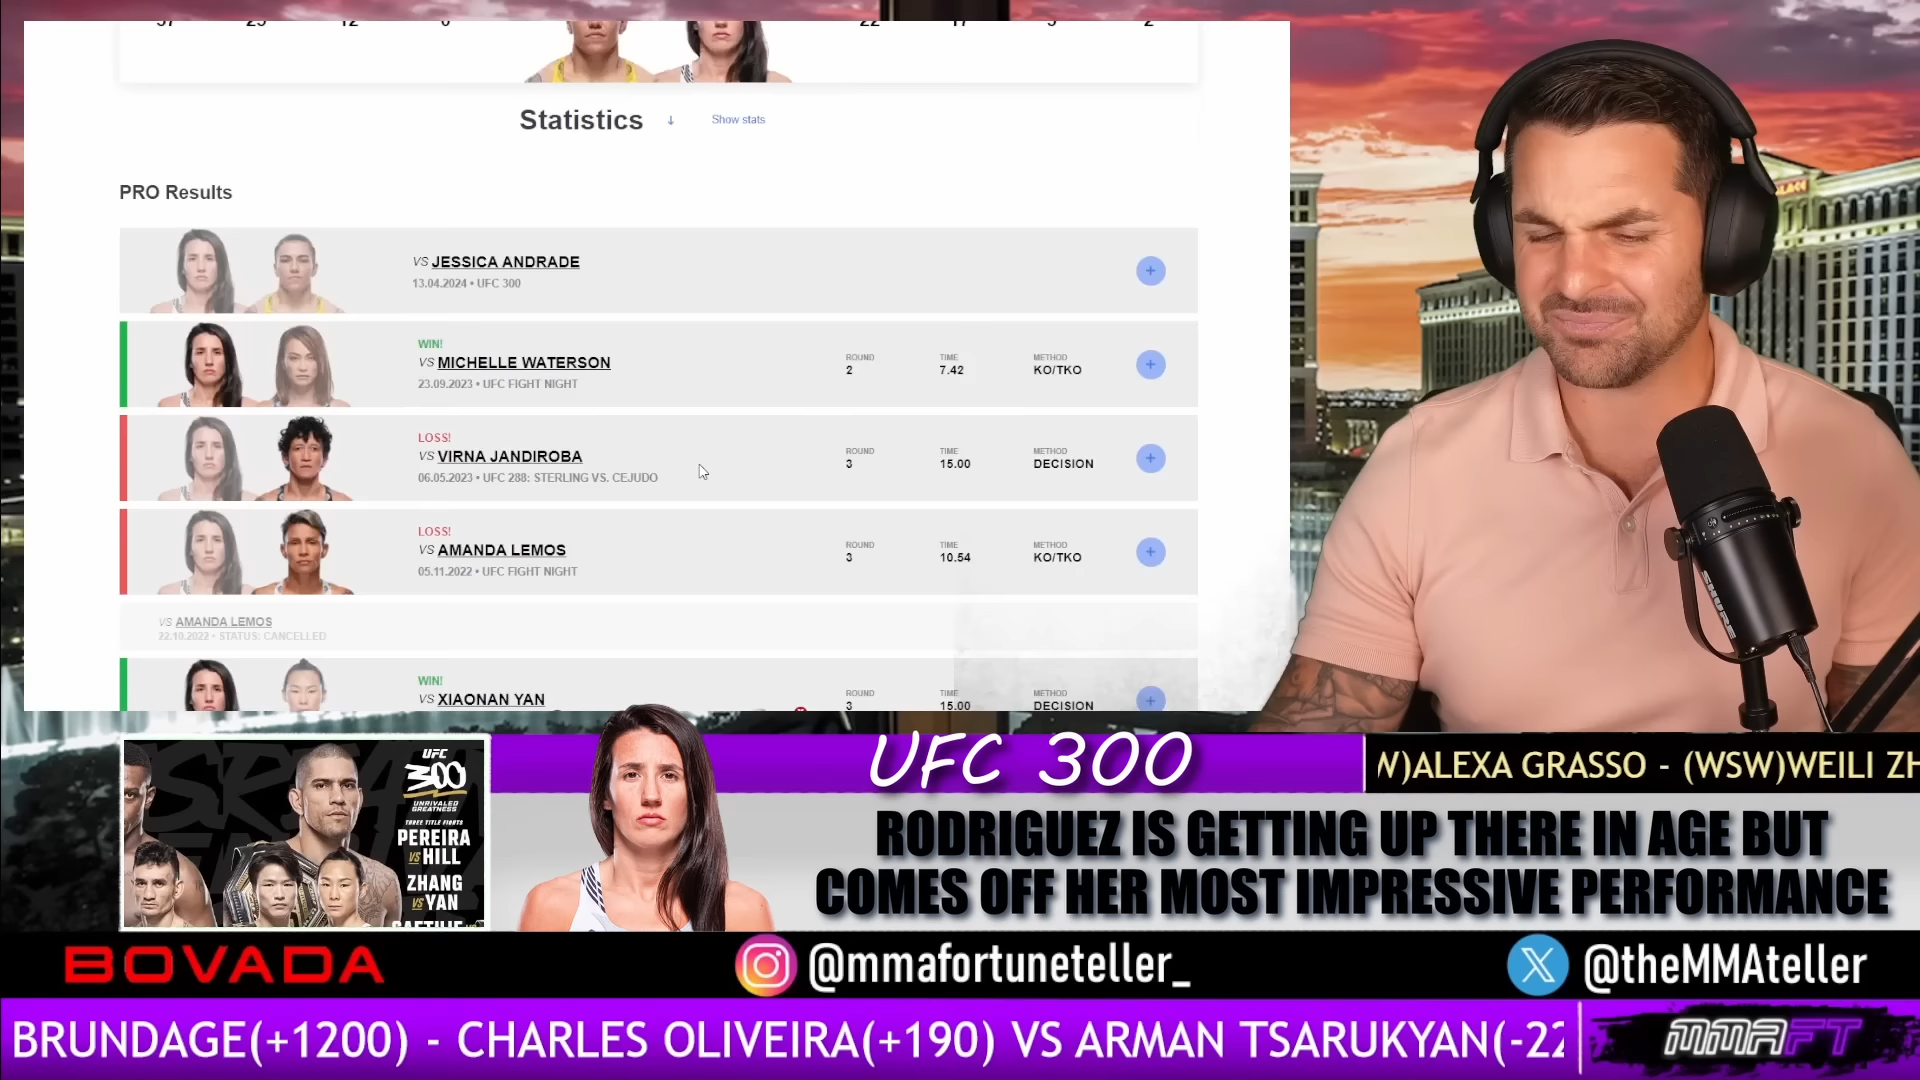 Statistics ↓ Show stats
PRO Results
VS JESSICA ANDRADE
13.04.2024 • UFC 300
WIN!
VS MICHELLE WATERSON
23.09.2023 • UFC FIGHT NIGHT
ROUND TIME METHOD
2 7.42 KO/TKO
LOSS!
VS VIRNA JANDIROBA
06.05.2023 • UFC 288: STERLING VS. CEJUDO
ROUND TIME METHOD
3 15.00 DECISION
LOSS!
VS AMANDA LEMOS
05.11.2022 • UFC FIGHT NIGHT
ROUND TIME METHOD
3 10.54 KO/TKO
VS AMANDA LEMOS
22.10.2022 • STATUS: CANCELLED
WIN!
VS XIAONAN YAN
ROUND TIME METHOD
3 15.00 DECISION
SHURE
UFC
300
UNRIVALED
GREATNESS
THREE TITLE FIGHTS
PEREIRA
VS HILL
ZHANG
VS YAN
UFC 300
W)ALEXA GRASSO - (WSW)WEILI ZH
RODRIGUEZ IS GETTING UP THERE IN AGE BUT
COMES OFF HER MOST IMPRESSIVE PERFORMANCE
BOVADA
@mmafortuneteller_
@theMMAteller
BRUNDAGE(+1200) - CHARLES OLIVEIRA(+190) VS ARMAN TSARUKYAN(-22
MMAFT